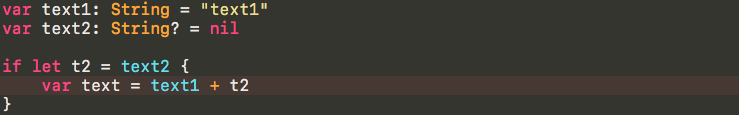 var text1: String = "text1"
var text2: String? = nil
if let t2 = text2 {
    var text = text1 + t2
}